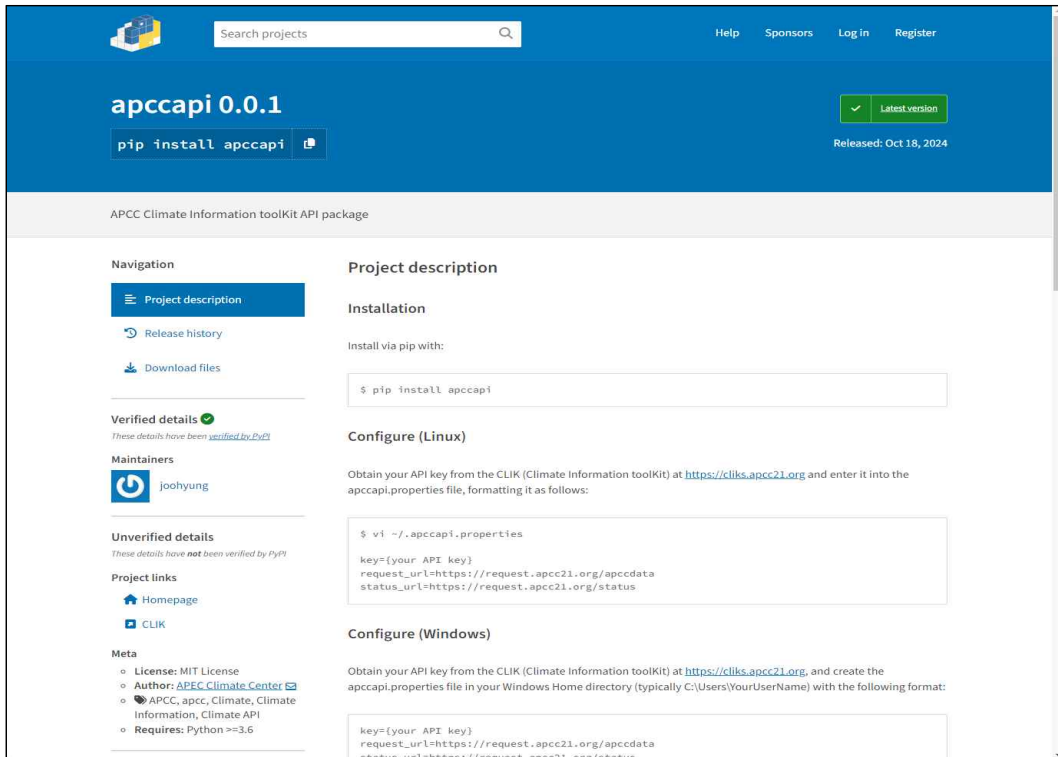 Search projects
Help Sponsors Log in Register
apccapi 0.0.1
pip install apccapi
Latest version
Released: Oct 18, 2024
APCC Climate Information toolKit API package
Navigation
Project description
Release history
Download files
Verified details
These details have been verified by PyPI
Maintainers
joohyung
Unverified details
These details have not been verified by PyPI
Project links
Homepage
CLIK
Meta
License: MIT License
Author: APEC Climate Center
APCC, apcc, Climate, Climate
Information, Climate API
Requires: Python >=3.6
Project description
Installation
Install via pip with:
$ pip install apccapi
Configure (Linux)
Obtain your API key from the CLIK (Climate Information toolKit) at https://cliks.apcc21.org and enter it into the
apccapi.properties file, formatting it as follows:
$ vi ~/.apccapi.properties
key={your API key}
request_url=https://request.apcc21.org/apccdata
status_url=https://request.apcc21.org/status
Configure (Windows)
Obtain your API key from the CLIK (Climate Information toolKit) at https://cliks.apcc21.org, and create the
apccapi.properties file in your Windows Home directory (typically C:\Users\YourUserName) with the following format:
key={your API key}
request_url=https://request.apcc21.org/apccdata
status_url=https://request.apcc21.org/status